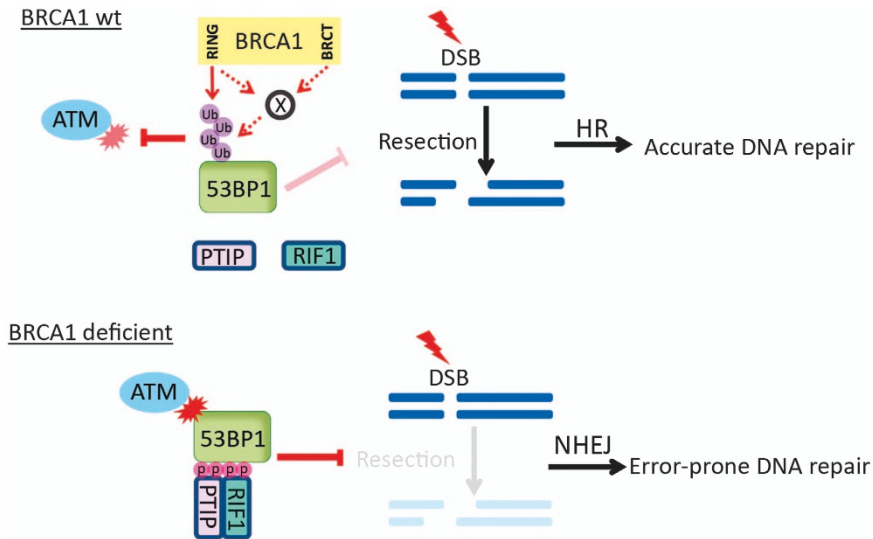 BRCA1 wt
RING
BRCA1
BRCT
DSB
X
ATM
Ub
Ub
Ub
Ub
53BP1
Resection
HR
Accurate DNA repair
PTIP
RIF1
BRCA1 deficient
DSB
ATM
53BP1
Resection
NHEJ
Error-prone DNA repair
p p p p
PTIP
RIF1